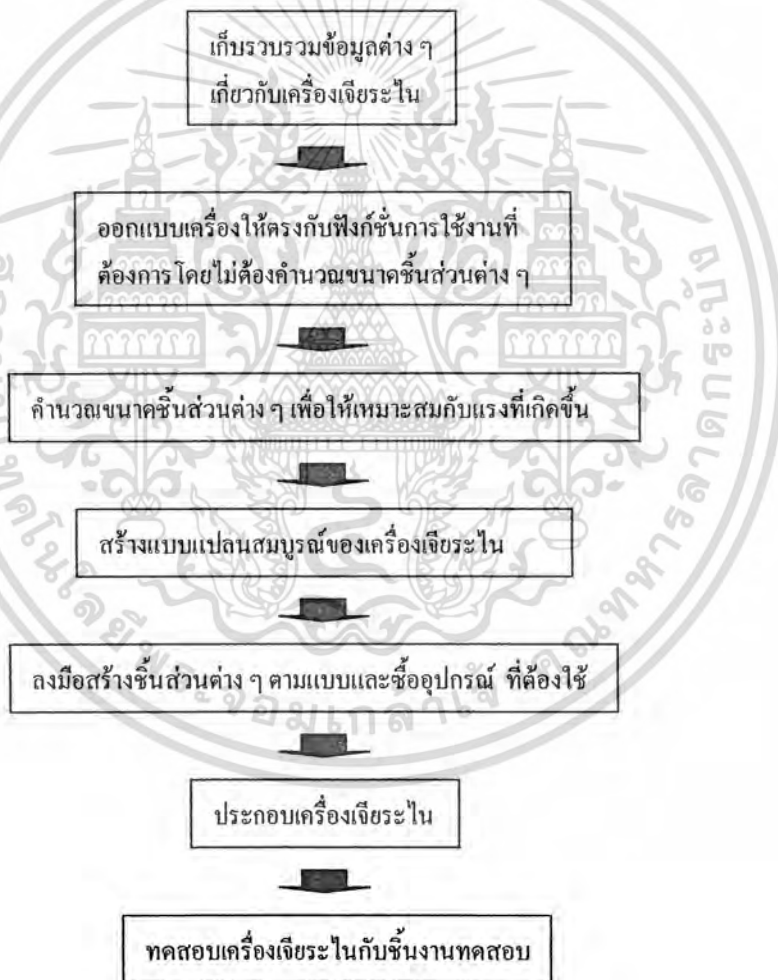 เก็บรวบรวมข้อมูลต่าง ๆ
เกี่ยวกับเครื่องเจียระไน
ออกแบบเครื่องให้ตรงกับฟังก์ชั่นการใช้งานที่
ต้องการ โดยไม่ต้องคำนวณขนาดชิ้นส่วนต่าง ๆ
คำนวณขนาดชิ้นส่วนต่าง ๆ เพื่อให้เหมาะสมกับแรงที่เกิดขึ้น
สร้างแบบแปลนสมบูรณ์ของเครื่องเจียระไน
ลงมือสร้างชิ้นส่วนต่าง ๆ ตามแบบและซื้ออุปกรณ์ ที่ต้องใช้
ประกอบเครื่องเจียระไน
ทดสอบเครื่องเจียระไนกับชิ้นงานทดสอบ